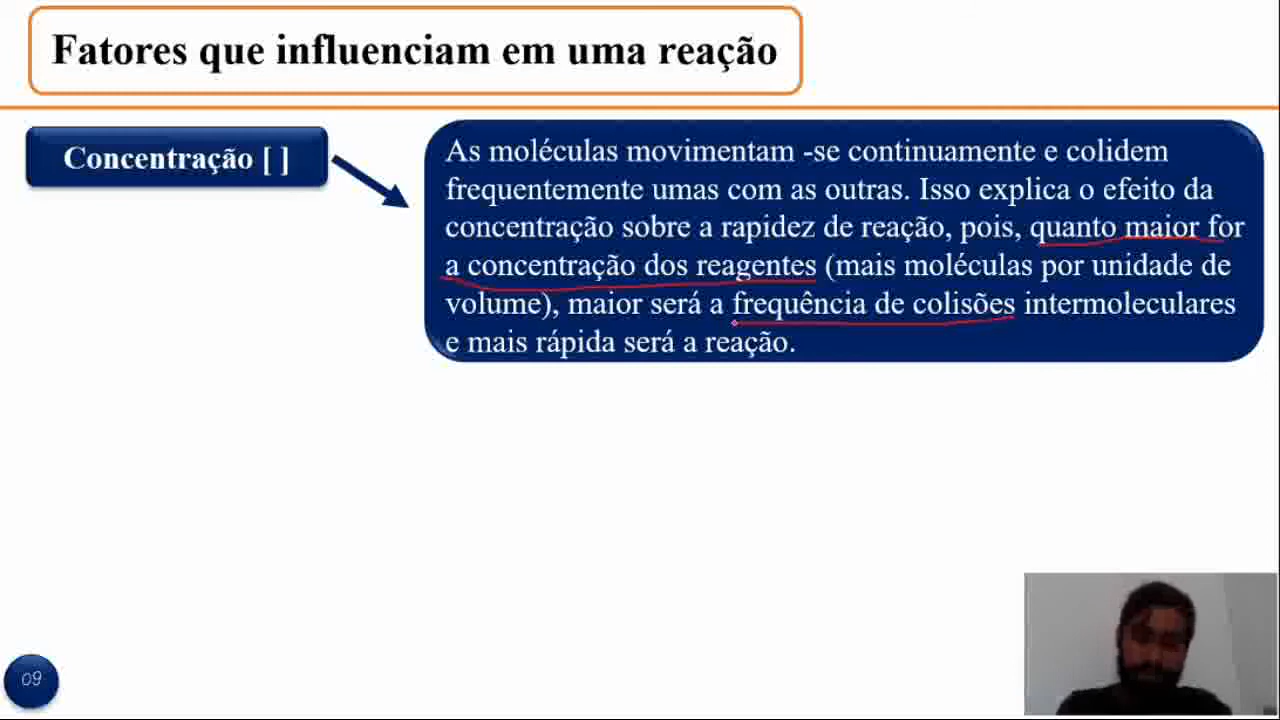 Fatores que influenciam em uma reação
Concentração [ ]
As moléculas movimentam -se continuamente e colidem
frequentemente umas com as outras. Isso explica o efeito da
concentração sobre a rapidez de reação, pois, quanto maior for
a concentração dos reagentes (mais moléculas por unidade de
volume), maior será a frequência de colisões intermoleculares
e mais rápida será a reação.
09